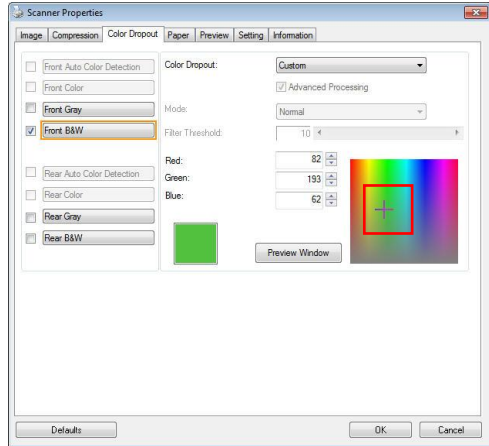 Scanner Properties
Image Compression Color Dropout Paper Preview Setting Information
Front Auto Color Detection
Front Color
Front Gray
Front B&W
Rear Auto Color Detection
Rear Color
Rear Gray
Rear B&W
Color Dropout: Custom
Advanced Processing
Mode: Normal
Filter Threshold: 10
Red: 82
Green: 193
Blue: 62
Preview Window
Defaults OK Cancel